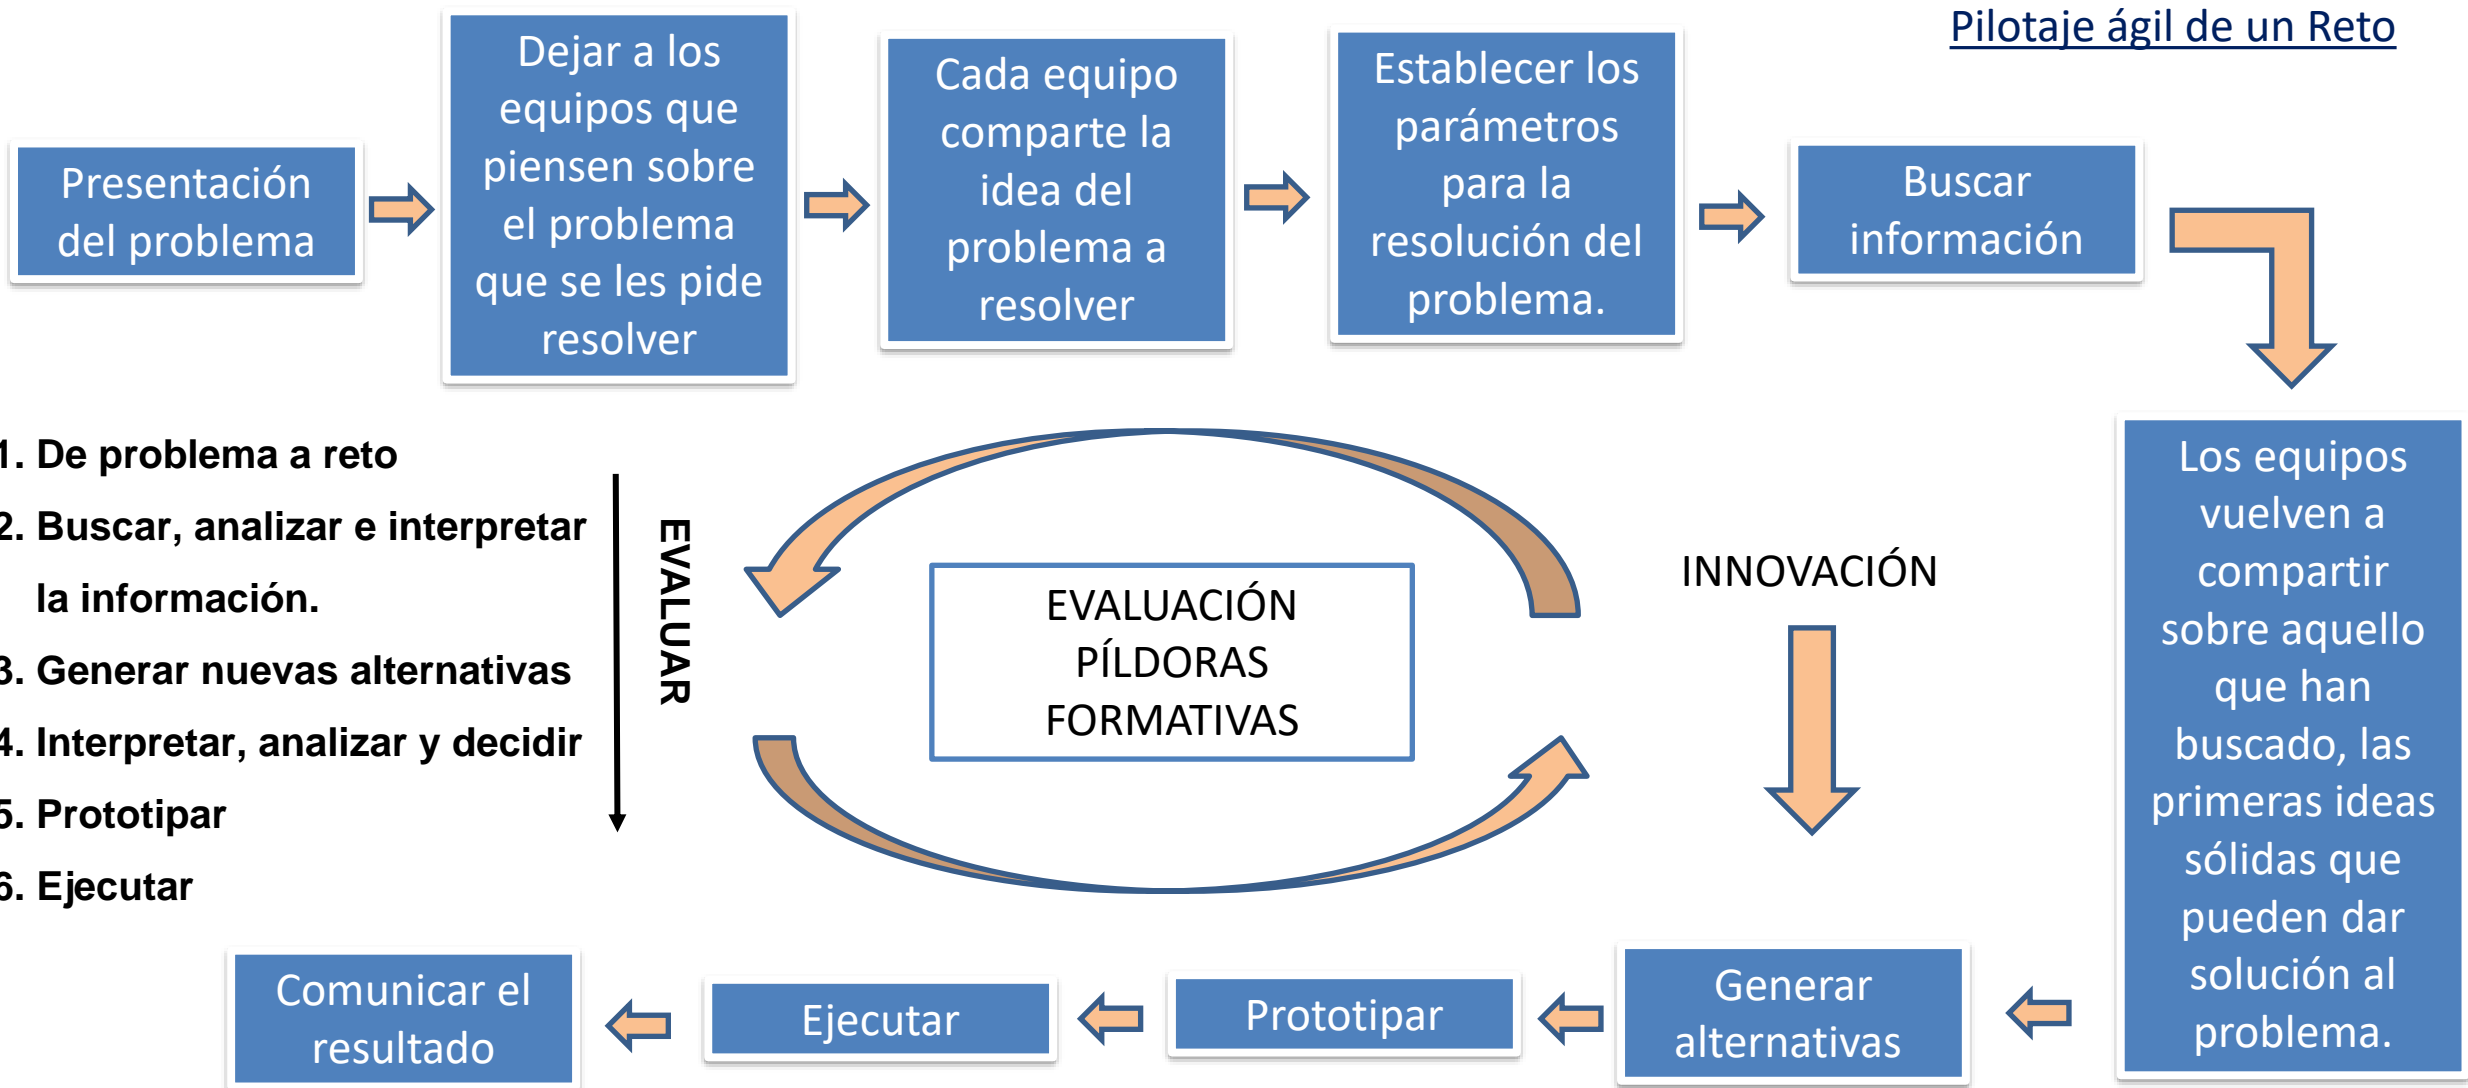 Pilotaje ágil de un Reto
Presentación
del problema
Dejar a los
equipos que
piensen sobre
el problema
que se les pide
resolver
Cada equipo
comparte la
idea del
problema a
resolver
Establecer los
parámetros
para la
resolución del
problema.
Buscar
información
1. De problema a reto
2. Buscar, analizar e interpretar
la información.
3. Generar nuevas alternativas
4. Interpretar, analizar y decidir
5. Prototipar
6. Ejecutar
EVALUAR
EVALUACIÓN
PÍLDORAS
FORMATIVAS
INNOVACIÓN
Los equipos
vuelven a
compartir
sobre aquello
que han
buscado, las
primeras ideas
sólidas que
pueden dar
solución al
problema.
Generar
alternativas
Prototipar
Ejecutar
Comunicar el
resultado